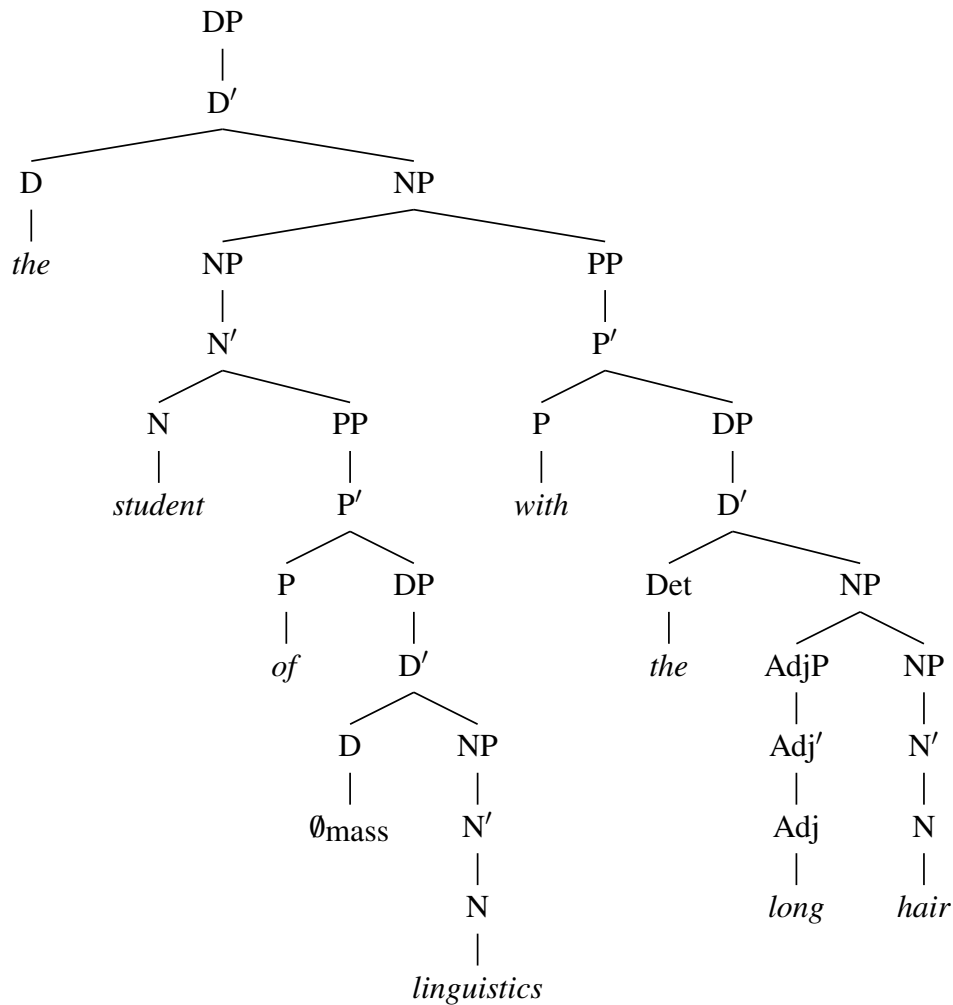 DP
D′
D NP
the NP PP
N′ P′
N PP P DP
student P′ with D′
P DP Det NP
of D′ the AdjP NP
D NP Adj′ N′
∅mass N′ Adj N
N long hair
linguistics